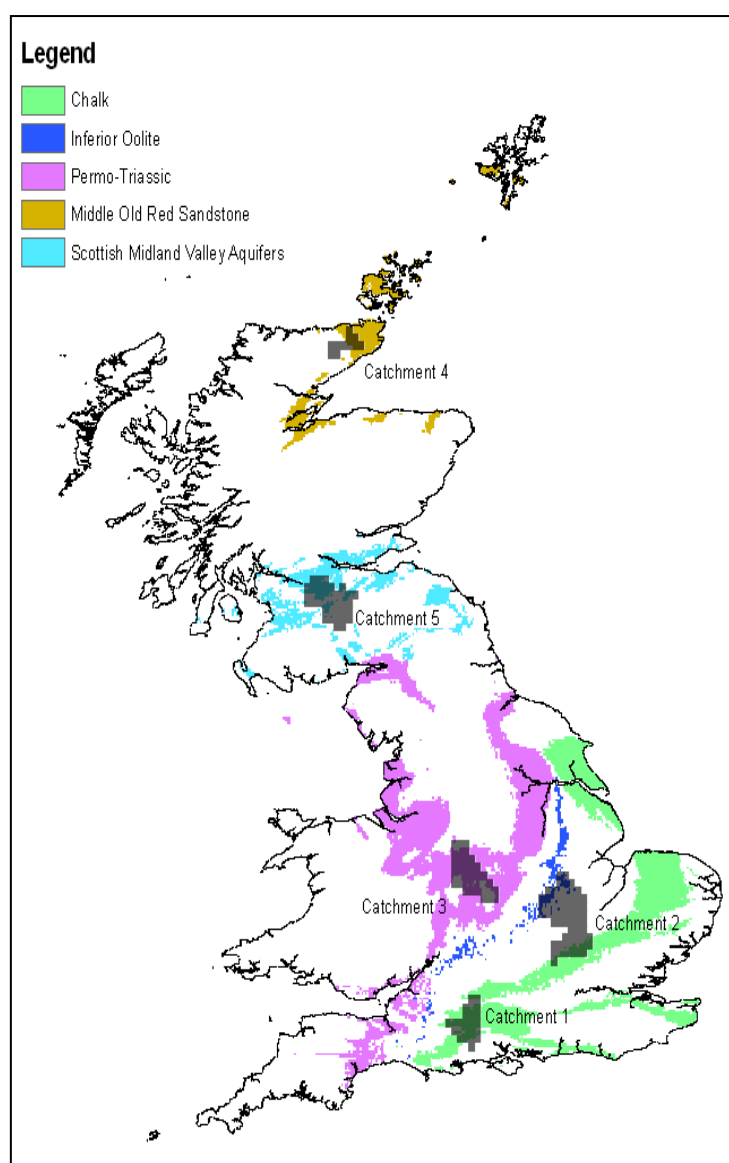 Legend
Chalk
Inferior Oolite
Permo-Triassic
Middle Old Red Sandstone
Scottish Midland Valley Aquifers
Catchment 4
Catchment 5
Catchment 3
Catchment 2
Catchment 1